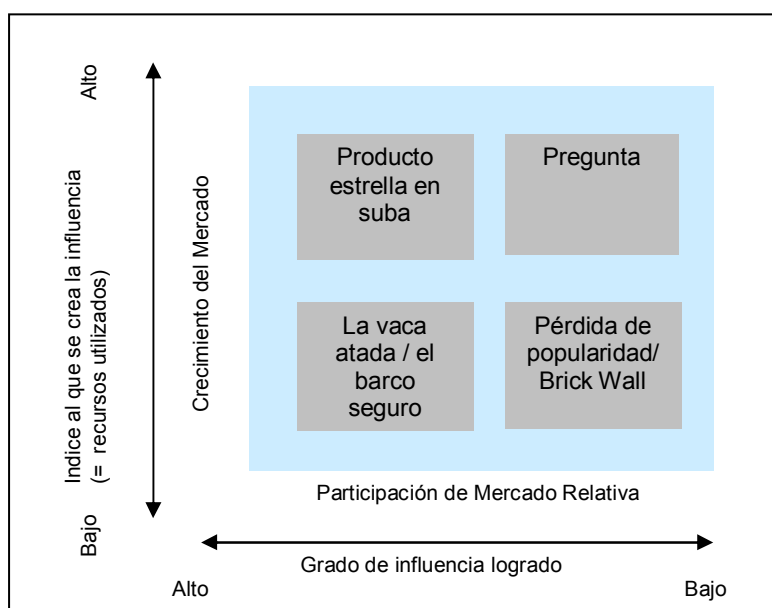 Alto
Indice al que se crea la influencia
(= recursos utilizados)
Bajo
Crecimiento del Mercado
Producto
estrella en
suba
Pregunta
La vaca
atada / el
barco
seguro
Pérdida de
popularidad/
Brick Wall
Participación de Mercado Relativa
Grado de influencia logrado
Alto
Bajo